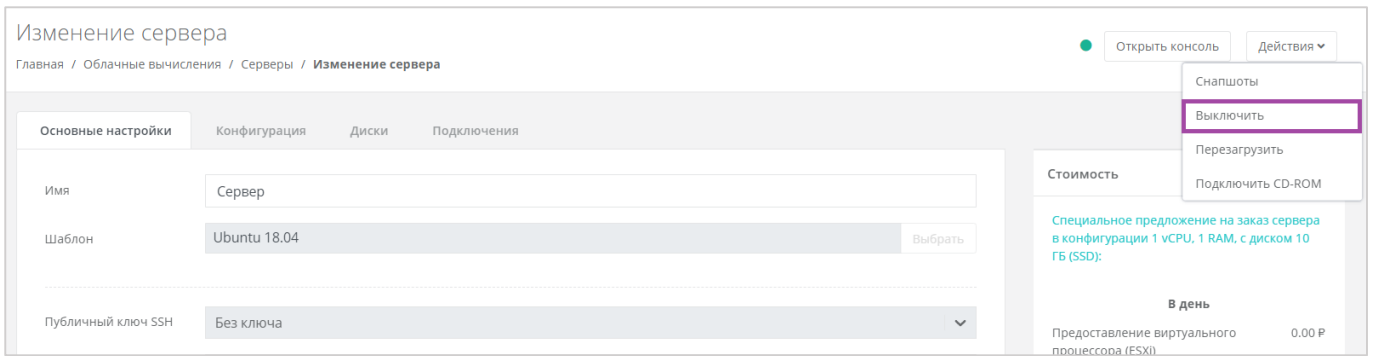 Изменение сервера
Главная / Облачные вычисления / Серверы / Изменение сервера
Открыть консоль
Действия
Снапшоты
Выключить
Перезагрузить
Подключить CD-ROM
Основные настройки
Конфигурация
Диски
Подключения
Имя
Сервер
Шаблон
Ubuntu 18.04
Выбрать
Публичный ключ SSH
Без ключа
Стоимость
Специальное предложение на заказ сервера
в конфигурации 1 vCPU, 1 RAM, с диском 10
ГБ (SSD):
В день
Предоставление виртуального 0.00 ₽
процессора (ESXi)